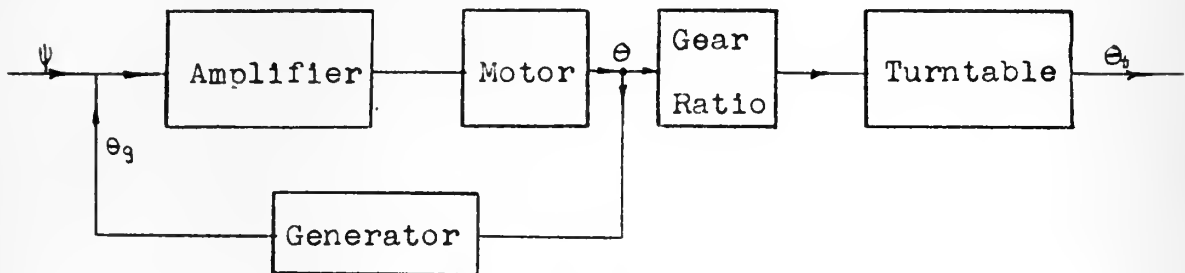 ψ
Amplifier
Motor
θ
Gear
Ratio
Turntable
θt
θg
Generator